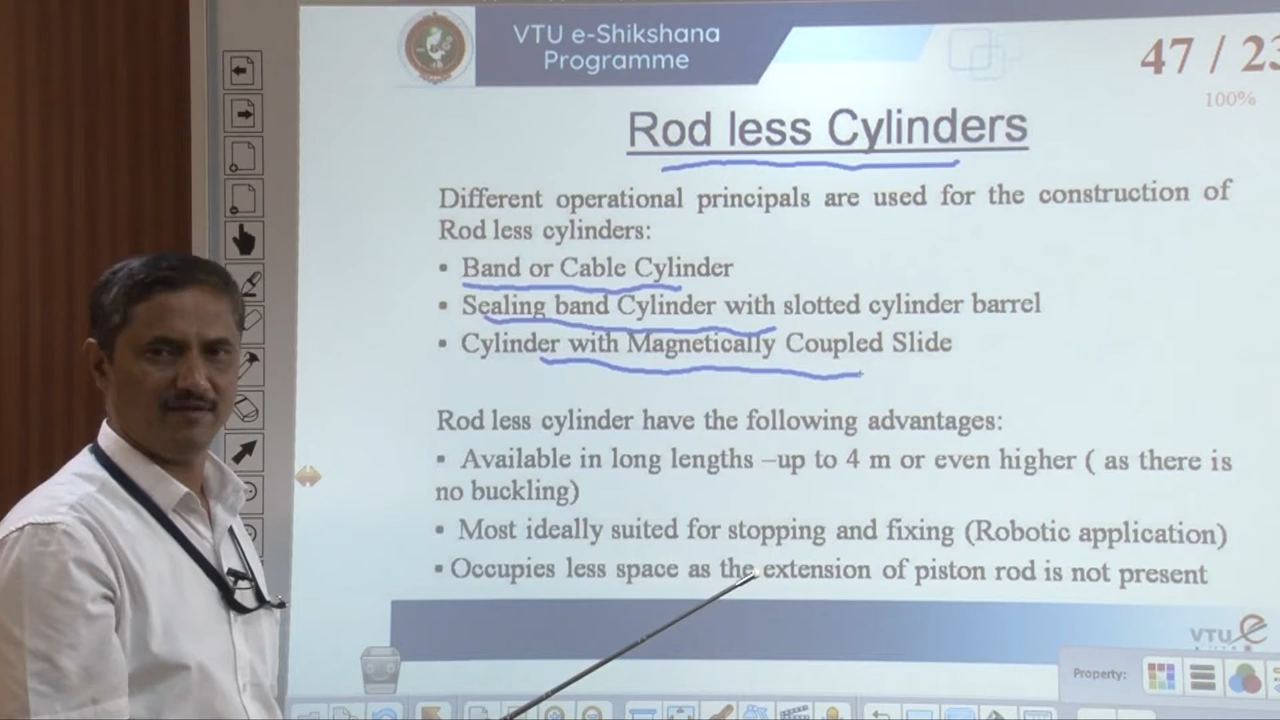 VTU e-Shikshana
Programme
47 / 23
100%
Rod less Cylinders
Different operational principals are used for the construction of
Rod less cylinders:
▪ Band or Cable Cylinder
▪ Sealing band Cylinder with slotted cylinder barrel
▪ Cylinder with Magnetically Coupled Slide
Rod less cylinder have the following advantages:
▪ Available in long lengths –up to 4 m or even higher ( as there is
no buckling)
▪ Most ideally suited for stopping and fixing (Robotic application)
▪ Occupies less space as the extension of piston rod is not present
VTU e
Property: